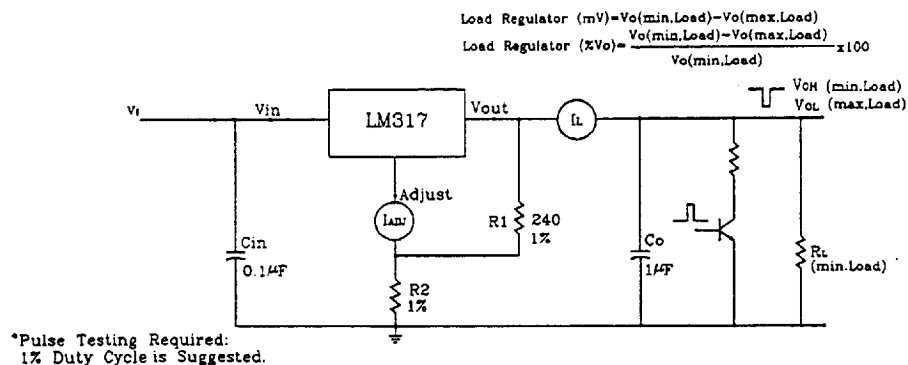 Load Regulator (mV)=Vo(min,Load)-Vo(max,Load)
Load Regulator (%Vo)= Vo(min,Load)-Vo(max,Load) x100
Vo(min,Load)
VOH (min.Load)
VOL (max,Load)
VI
Vin
LM317
Vout
IL
Adjust
IADJ
R1
240
1%
Cin
0.1μF
R2
1%
Co
1μF
RL
(min.Load)
*Pulse Testing Required:
1% Duty Cycle is Suggested.